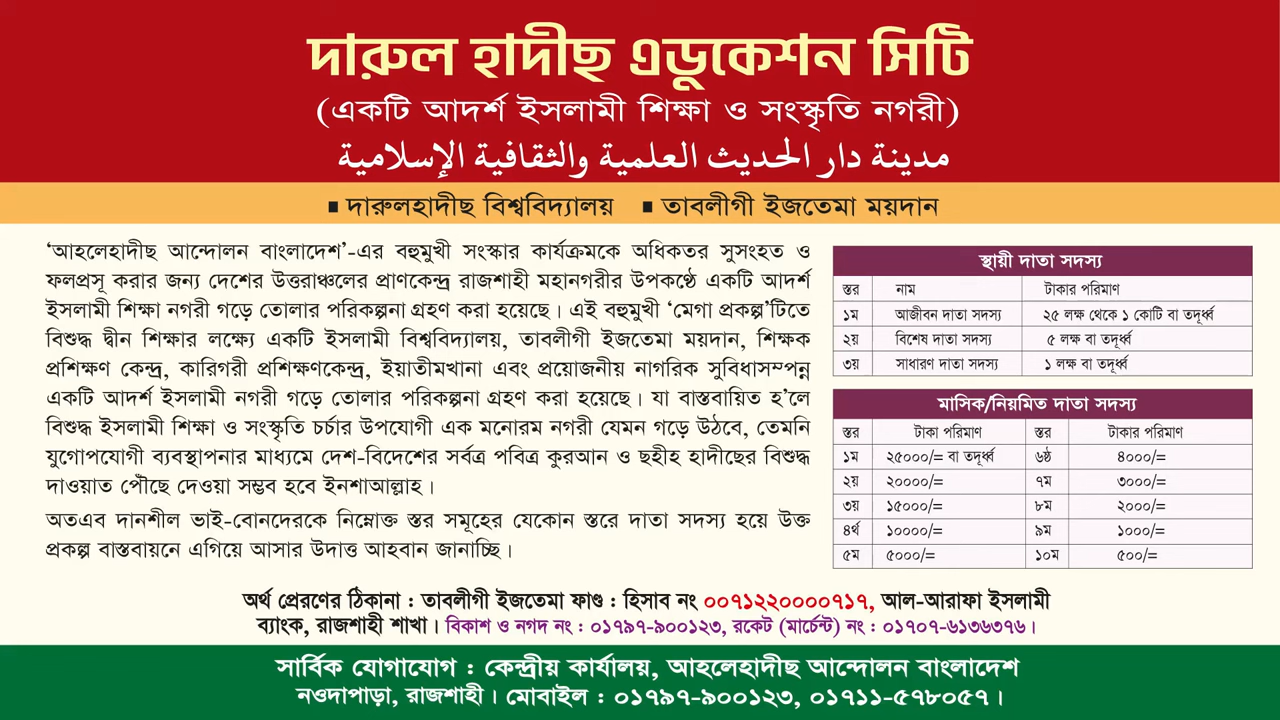 দারুল হাদীছ এডুকেশন সিটি
(একটি আদর্শ ইসলামী শিক্ষা ও সংস্কৃতি নগরী)
مدينة دار الحديث العلمية والثقافية الإسلامية
■ দারুলহাদীছ বিশ্ববিদ্যালয় ■ তাবলীগী ইজতেমা ময়দান
‘আহলেহাদীছ আন্দোলন বাংলাদেশ’-এর বহুমুখী সংস্কার কার্যক্রমকে অধিকতর সুসংহত ও
ফলপ্রসূ করার জন্য দেশের উত্তরাঞ্চলের প্রাণকেন্দ্র রাজশাহী মহানগরীর উপকণ্ঠে একটি আদর্শ
ইসলামী শিক্ষা নগরী গড়ে তোলার পরিকল্পনা গ্রহণ করা হয়েছে। এই বহুমুখী ‘মেগা প্রকল্প’টিতে
বিশুদ্ধ দ্বীন শিক্ষার লক্ষ্যে একটি ইসলামী বিশ্ববিদ্যালয়, তাবলীগী ইজতেমা ময়দান, শিক্ষক
প্রশিক্ষণ কেন্দ্র, কারিগরী প্রশিক্ষণকেন্দ্র, ইয়াতীমখানা এবং প্রয়োজনীয় নাগরিক সুবিধাসম্পন্ন
একটি আদর্শ ইসলামী নগরী গড়ে তোলার পরিকল্পনা গ্রহণ করা হয়েছে। যা বাস্তবায়িত হ’লে
বিশুদ্ধ ইসলামী শিক্ষা ও সংস্কৃতি চর্চার উপযোগী এক মনোরম নগরী যেমন গড়ে উঠবে, তেমনি
যুগোপযোগী ব্যবস্থাপনার মাধ্যমে দেশ-বিদেশের সর্বত্র পবিত্র কুরআন ও ছহীহ হাদীছের বিশুদ্ধ
দাওয়াত পৌঁছে দেওয়া সম্ভব হবে ইনশাআল্লাহ।
অতএব দানশীল ভাই-বোনদেরকে নিম্নোক্ত স্তর সমূহের যেকোন স্তরে দাতা সদস্য হয়ে উক্ত
প্রকল্প বাস্তবায়নে এগিয়ে আসার উদাত্ত আহবান জানাচ্ছি।
স্থায়ী দাতা সদস্য
স্তর নাম টাকার পরিমাণ
১ম আজীবন দাতা সদস্য ২৫ লক্ষ থেকে ১ কোটি বা তদূর্ধ্ব
২য় বিশেষ দাতা সদস্য ৫ লক্ষ বা তদূর্ধ্ব
৩য় সাধারণ দাতা সদস্য ১ লক্ষ বা তদূর্ধ্ব
মাসিক/নিয়মিত দাতা সদস্য
স্তর টাকা পরিমাণ স্তর টাকার পরিমাণ
১ম ২৫০০০/= বা তদূর্ধ্ব ৬ষ্ঠ ৪০০০/=
২য় ২০০০০/= ৭ম ৩০০০/=
৩য় ১৫০০০/= ৮ম ২০০০/=
৪র্থ ১০০০০/= ৯ম ১০০০/=
৫ম ৫০০০/= ১০ম ৫০০/=
অর্থ প্রেরণের ঠিকানা : তাবলীগী ইজতেমা ফাণ্ড : হিসাব নং ০০৭১২২০০০০৭১৭, আল-আরাফা ইসলামী
ব্যাংক, রাজশাহী শাখা। বিকাশ ও নগদ নং : ০১৭৯৭-৯০০১২৩, রকেট (মার্চেন্ট) নং : ০১৭০৭-৬১৩৬৩৭৬।
সার্বিক যোগাযোগ : কেন্দ্রীয় কার্যালয়, আহলেহাদীছ আন্দোলন বাংলাদেশ
নওদাপাড়া, রাজশাহী। মোবাইল : ০১৭৯৭-৯০০১২৩, ০১৭১১-৫৭৮০৫৭।